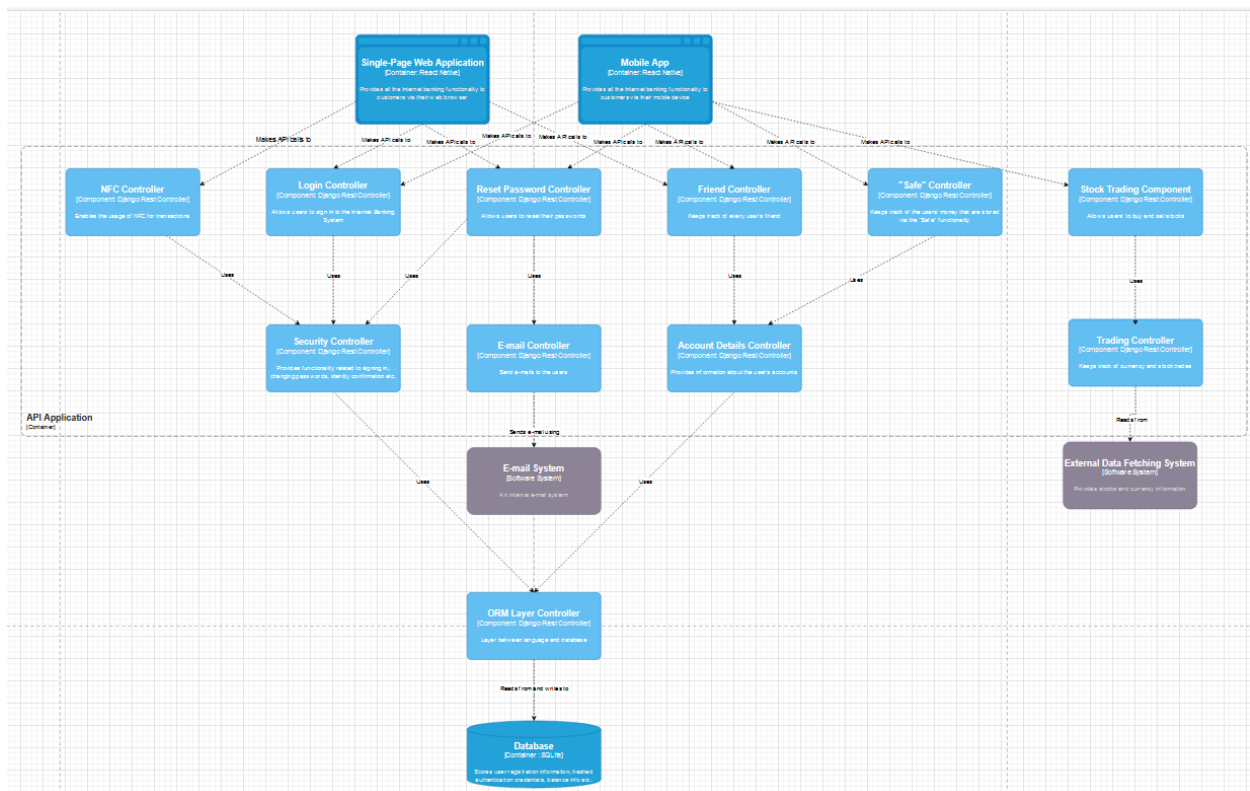 Single-Page Web Application
[Container: React Native]
Provides all the Internet banking functionality to
customers via their web browser
Mobile App
[Container: React Native]
Provides all the Internet banking functionality to
customers via their mobile device
Makes API calls to
Makes API calls to
Makes API calls to
Makes API calls to
Makes API calls to
Makes API calls to
Makes API calls to
Makes API calls to
Makes API calls to
NFC Controller
[Component: Django Rest Controller]
Enables the usage of NFC for transactions
Login Controller
[Component: Django Rest Controller]
Allows users to sign in to the Internet Banking
System
Reset Password Controller
[Component: Django Rest Controller]
Allows users to reset their passwords
Friend Controller
[Component: Django Rest Controller]
Keeps track of every user's friend
"Safe" Controller
[Component: Django Rest Controller]
Keeps track of the users' money that are stored
via the "Safe" functionality
Stock Trading Component
[Component: Django Rest Controller]
Allows users' to buy and sell stocks
Uses
Uses
Uses
Uses
Uses
Uses
Uses
Security Controller
[Component: Django Rest Controller]
Provides functionality related to signing in,
changing passwords, identity confirmation etc.
E-mail Controller
[Component: Django Rest Controller]
Send e-mails to the users
Account Details Controller
[Component: Django Rest Controller]
Provides information about the user's accounts
Trading Controller
[Component: Django Rest Controller]
Keeps track of currency and stock trades
API Application
[Container]
Sends e-mail using
Reads from
E-mail System
[Software System]
An internal e-mail system
External Data Fetching System
[Software System]
Provides stocks and currency information
Uses
Uses
ORM Layer Controller
[Component: Django Rest Controller]
Layer between language and database
Reads from and writes to
Database
[Container : SQLite]
Stores user registration information, hashed
authentication credentials, balance info etc.